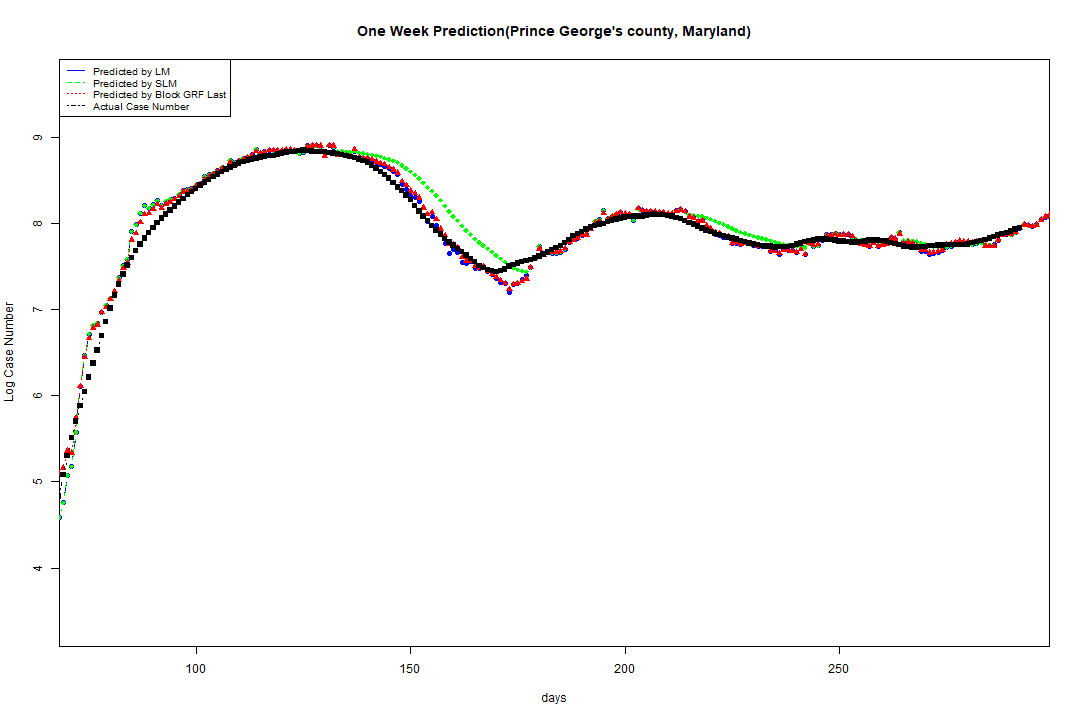 One Week Prediction(Prince George's county, Maryland)
Predicted by LM
Predicted by SLM
Predicted by Block GRF Last
Actual Case Number
9
8
7
6
5
4
Log Case Number
100 150 200 250
days